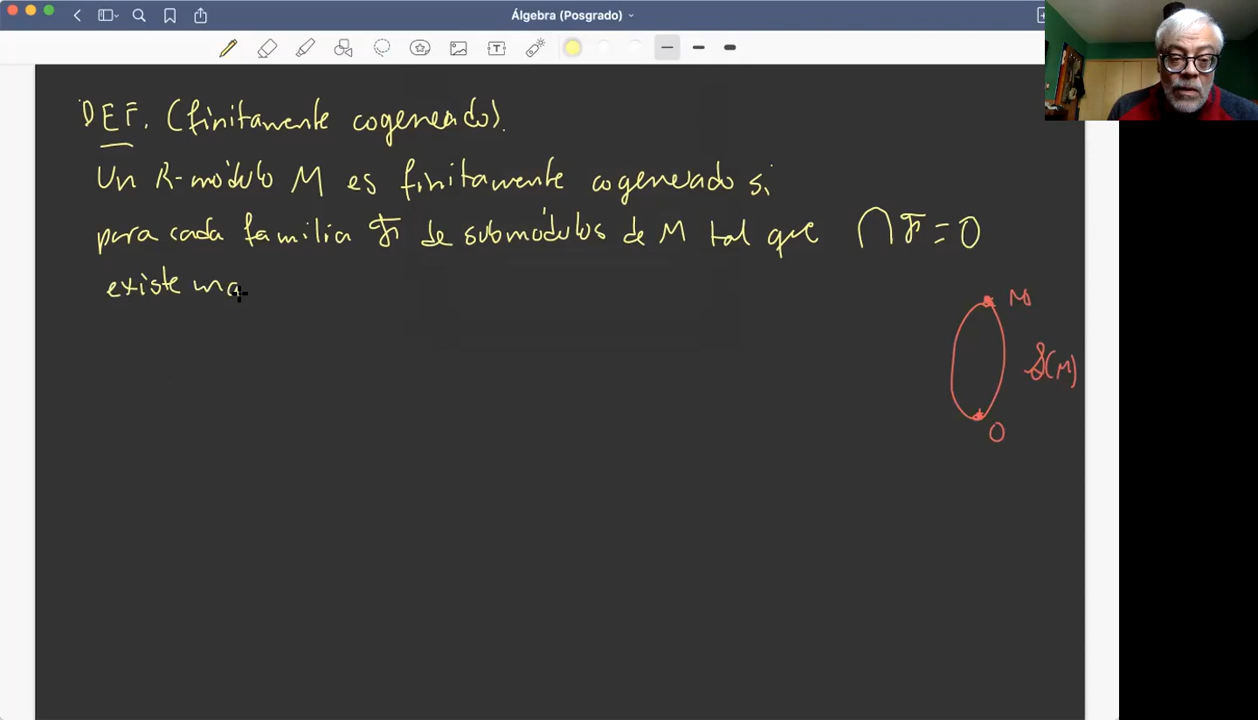 Álgebra (Posgrado)
DEF. (finitamente cogeneado).
Un R-módulo M es finitamente cogenerado si
para cada familia ℱ de submódulos de M tal que ⋂ℱ = 0
existe una
M
𝒮(M)
0